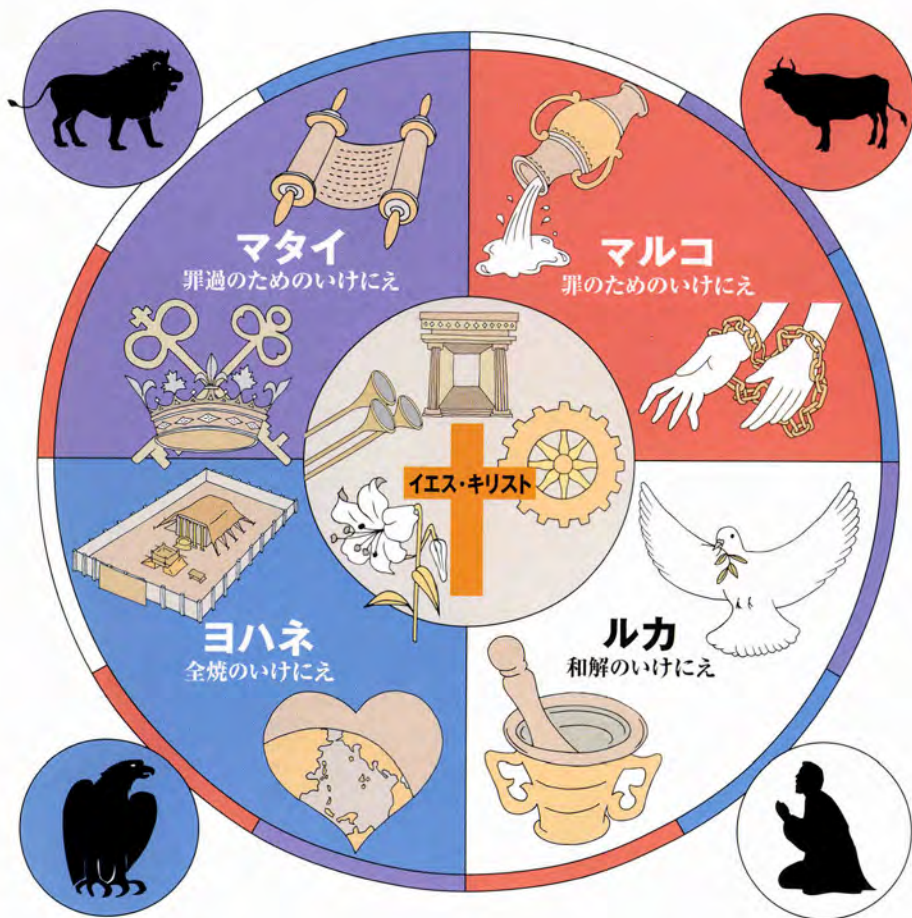 マタイ
罪過のためのいけにえ
マルコ
罪のためのいけにえ
イエス・キリスト
ヨハネ
全焼のいけにえ
ルカ
和解のいけにえ